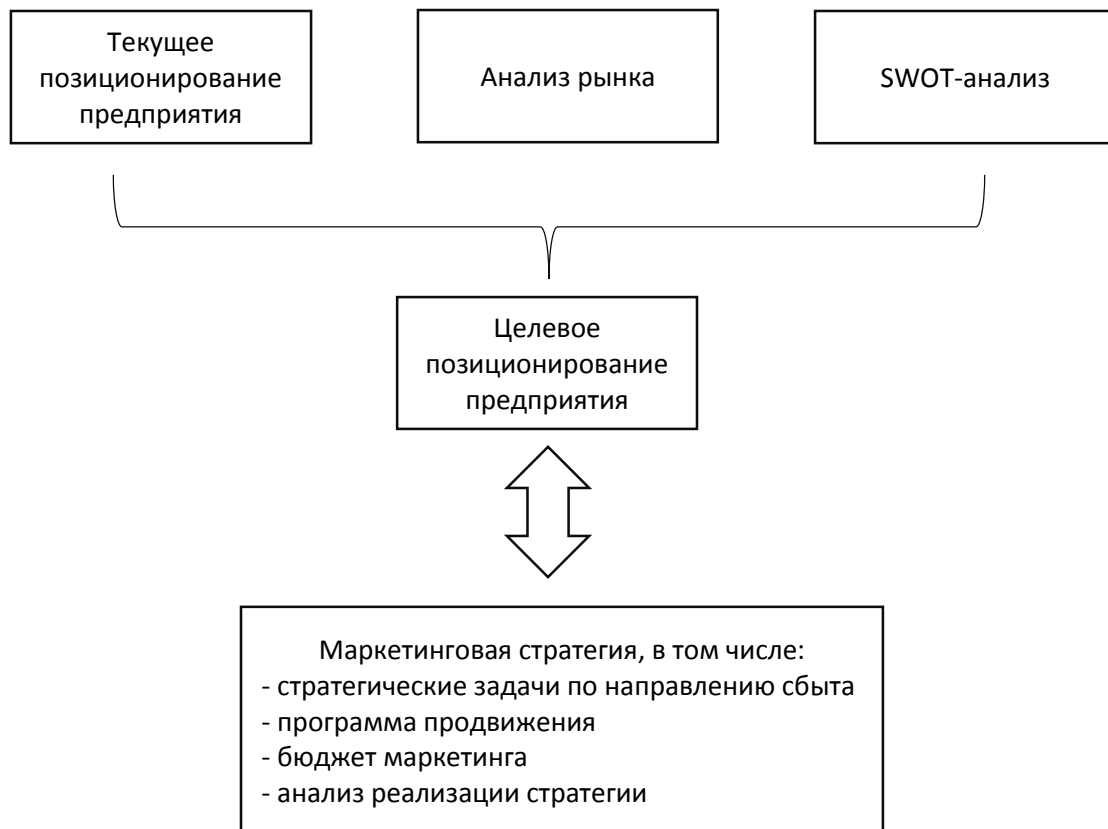 Текущее
позиционирование
предприятия
Анализ рынка
SWOT-анализ
Целевое
позиционирование
предприятия
Маркетинговая стратегия, в том числе:
- стратегические задачи по направлению сбыта
- программа продвижения
- бюджет маркетинга
- анализ реализации стратегии